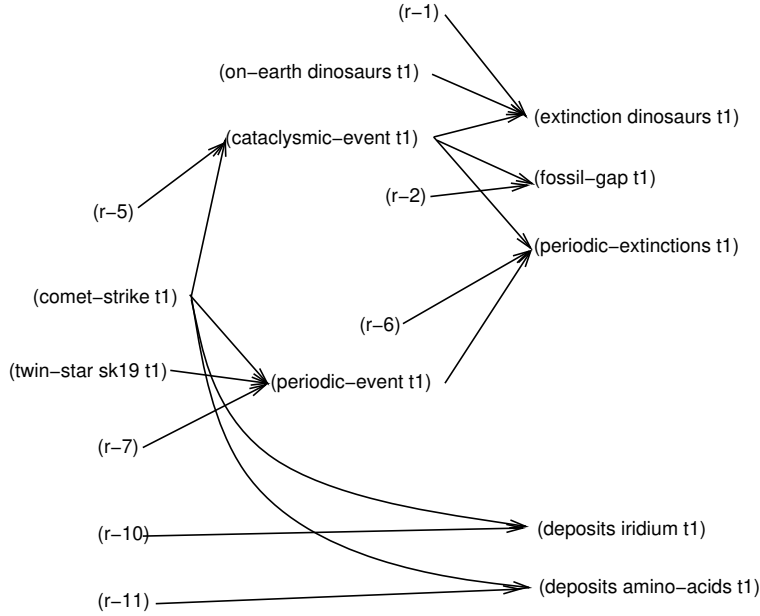 (r−1)
(on−earth dinosaurs t1)
(extinction dinosaurs t1)
(cataclysmic−event t1)
(fossil−gap t1)
(r−2)
(r−5)
(periodic−extinctions t1)
(comet−strike t1)
(r−6)
(twin−star sk19 t1)
(periodic−event t1)
(r−7)
(deposits iridium t1)
(r−10)
(deposits amino−acids t1)
(r−11)